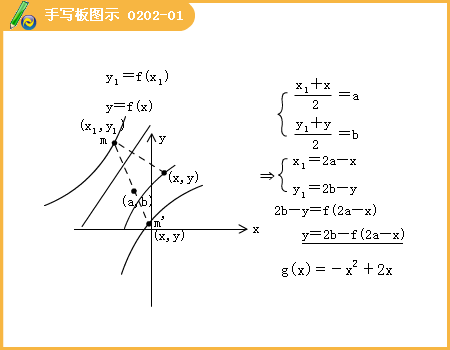 手写板图示 0202-01
y₁=f(x₁)
y=f(x)
(x₁,y₁)
m
y
(x,y)
(a,b)
m'
(x,y)
x
{ (x₁+x)/2 =a
(y₁+y)/2 =b
⇒{ x₁=2a-x
y₁=2b-y
2b-y=f(2a-x)
y=2b-f(2a-x)
g(x)=-x²+2x